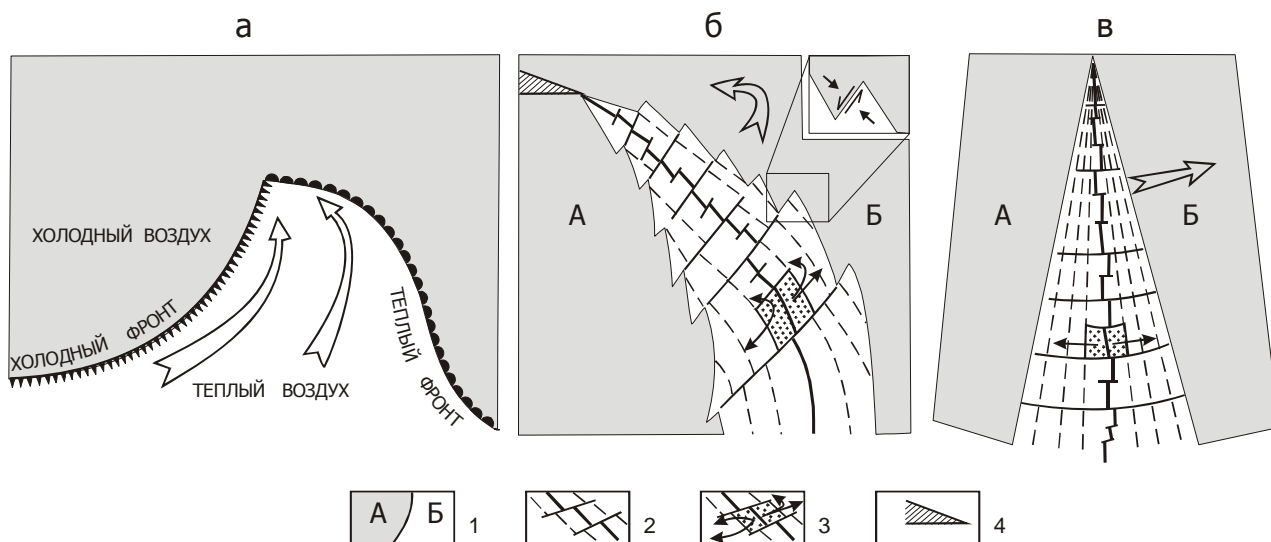 а
б
в
ХОЛОДНЫЙ ВОЗДУХ
ХОЛОДНЫЙ ФРОНТ
ТЕПЛЫЙ ВОЗДУХ
ТЕПЛЫЙ ФРОНТ
А
Б
А
Б
А Б 1
2
3
4